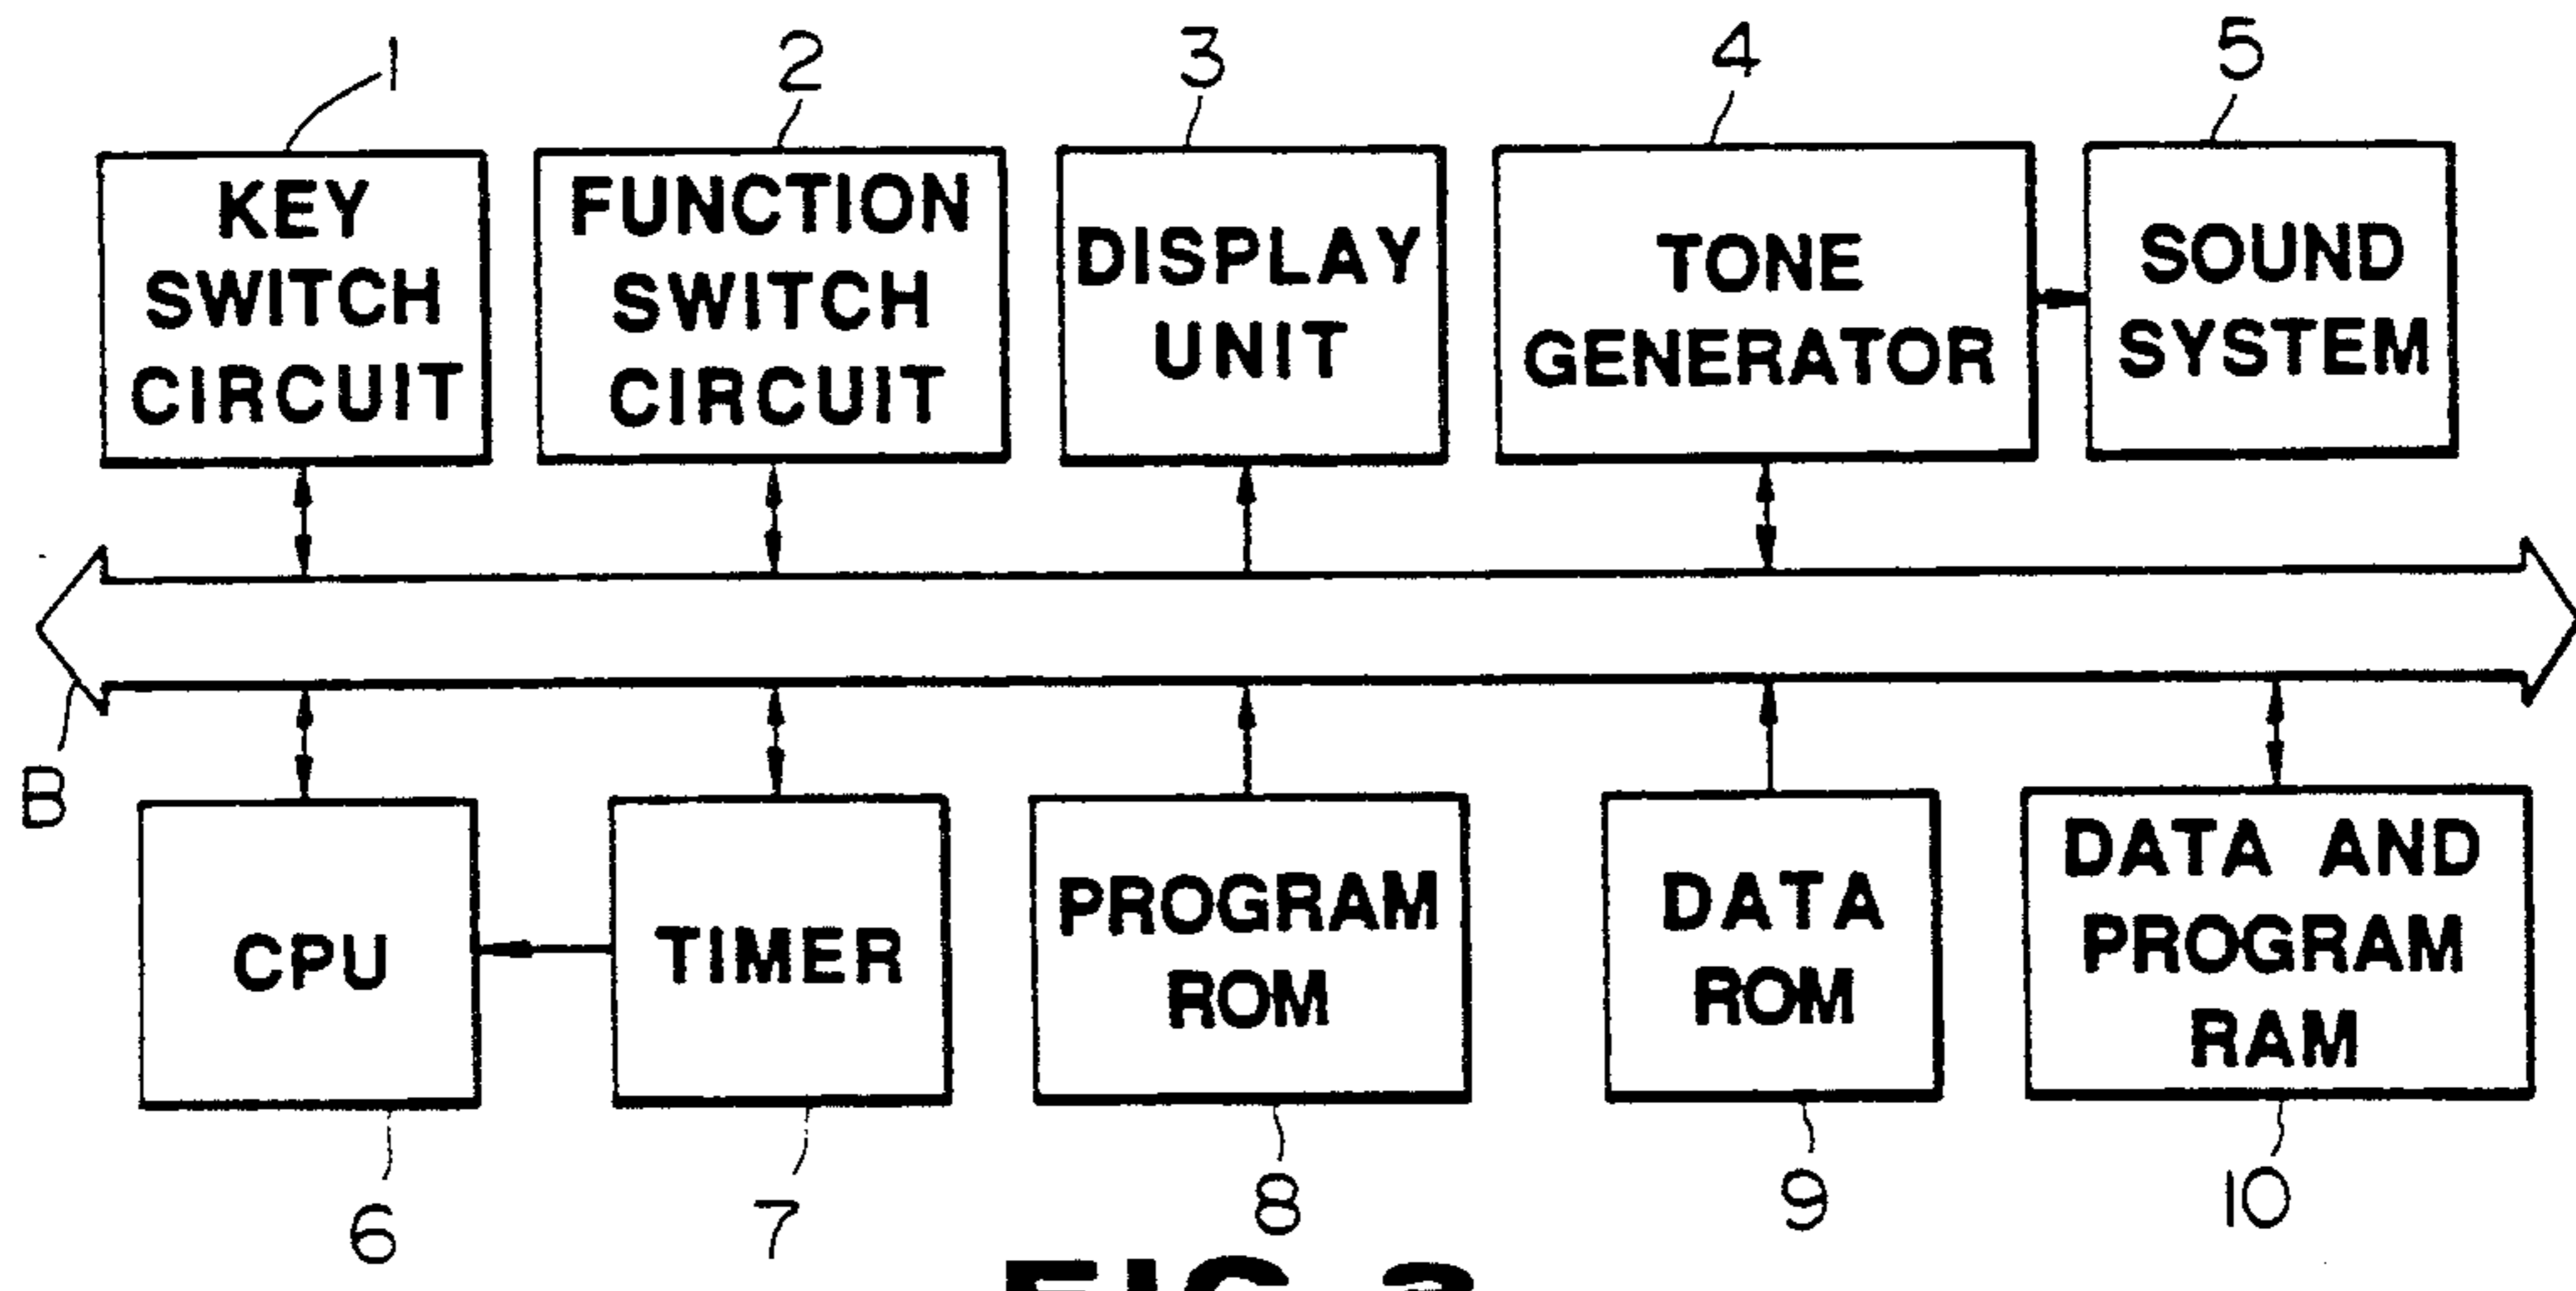 1
2
3
4
5
KEY
SWITCH
CIRCUIT
FUNCTION
SWITCH
CIRCUIT
DISPLAY
UNIT
TONE
GENERATOR
SOUND
SYSTEM
B
CPU
TIMER
PROGRAM
ROM
DATA
ROM
DATA AND
PROGRAM
RAM
6
7
8
9
10